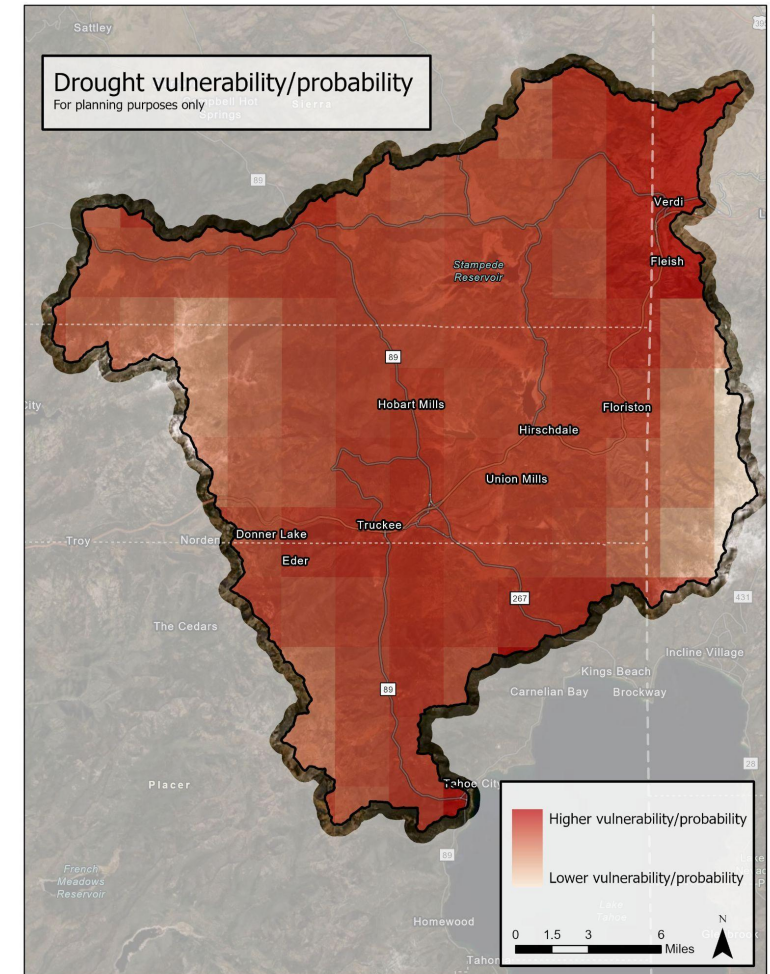 Sattley
Drought vulnerability/probability
For planning purposes only
Springs
Sierra
89
Verdi
Fleish
Stampede
Reservoir
89
Hobart Mills
Floriston
Hirschdale
Union Mills
Truckee
Donner Lake
Troy
Norden
Eder
267
431
The Cedars
Incline Village
Kings Beach
Carnelian Bay
Brockway
89
28
Placer
Tahoe City
Higher vulnerability/probability
Lower vulnerability/probability
89
French
Meadows
Reservoir
Homewood
N
0 1.5 3 6
Miles